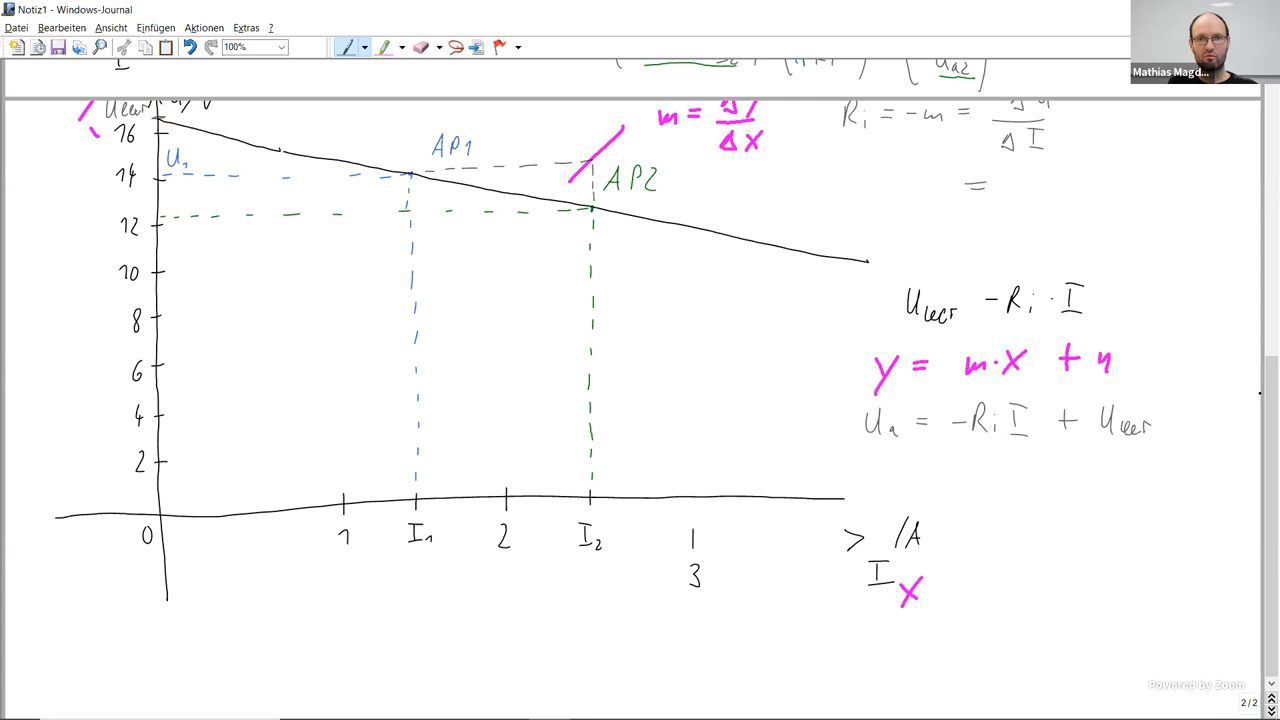 Notiz1 - Windows-Journal
Datei Bearbeiten Ansicht Einfügen Aktionen Extras ?
100%
Mathias Magd...
I
Ua2
m = Δy/Δx
Ri = -m = ΔU/ΔI
=
16
U1
AP1
AP2
14
12
10
8
6
4
2
0
Uleer -Ri · I
y = m·x + n
Ua = -Ri I + Uleer
1 I1 2 I2
3
> /A
I
x
Powered by Zoom
2/2